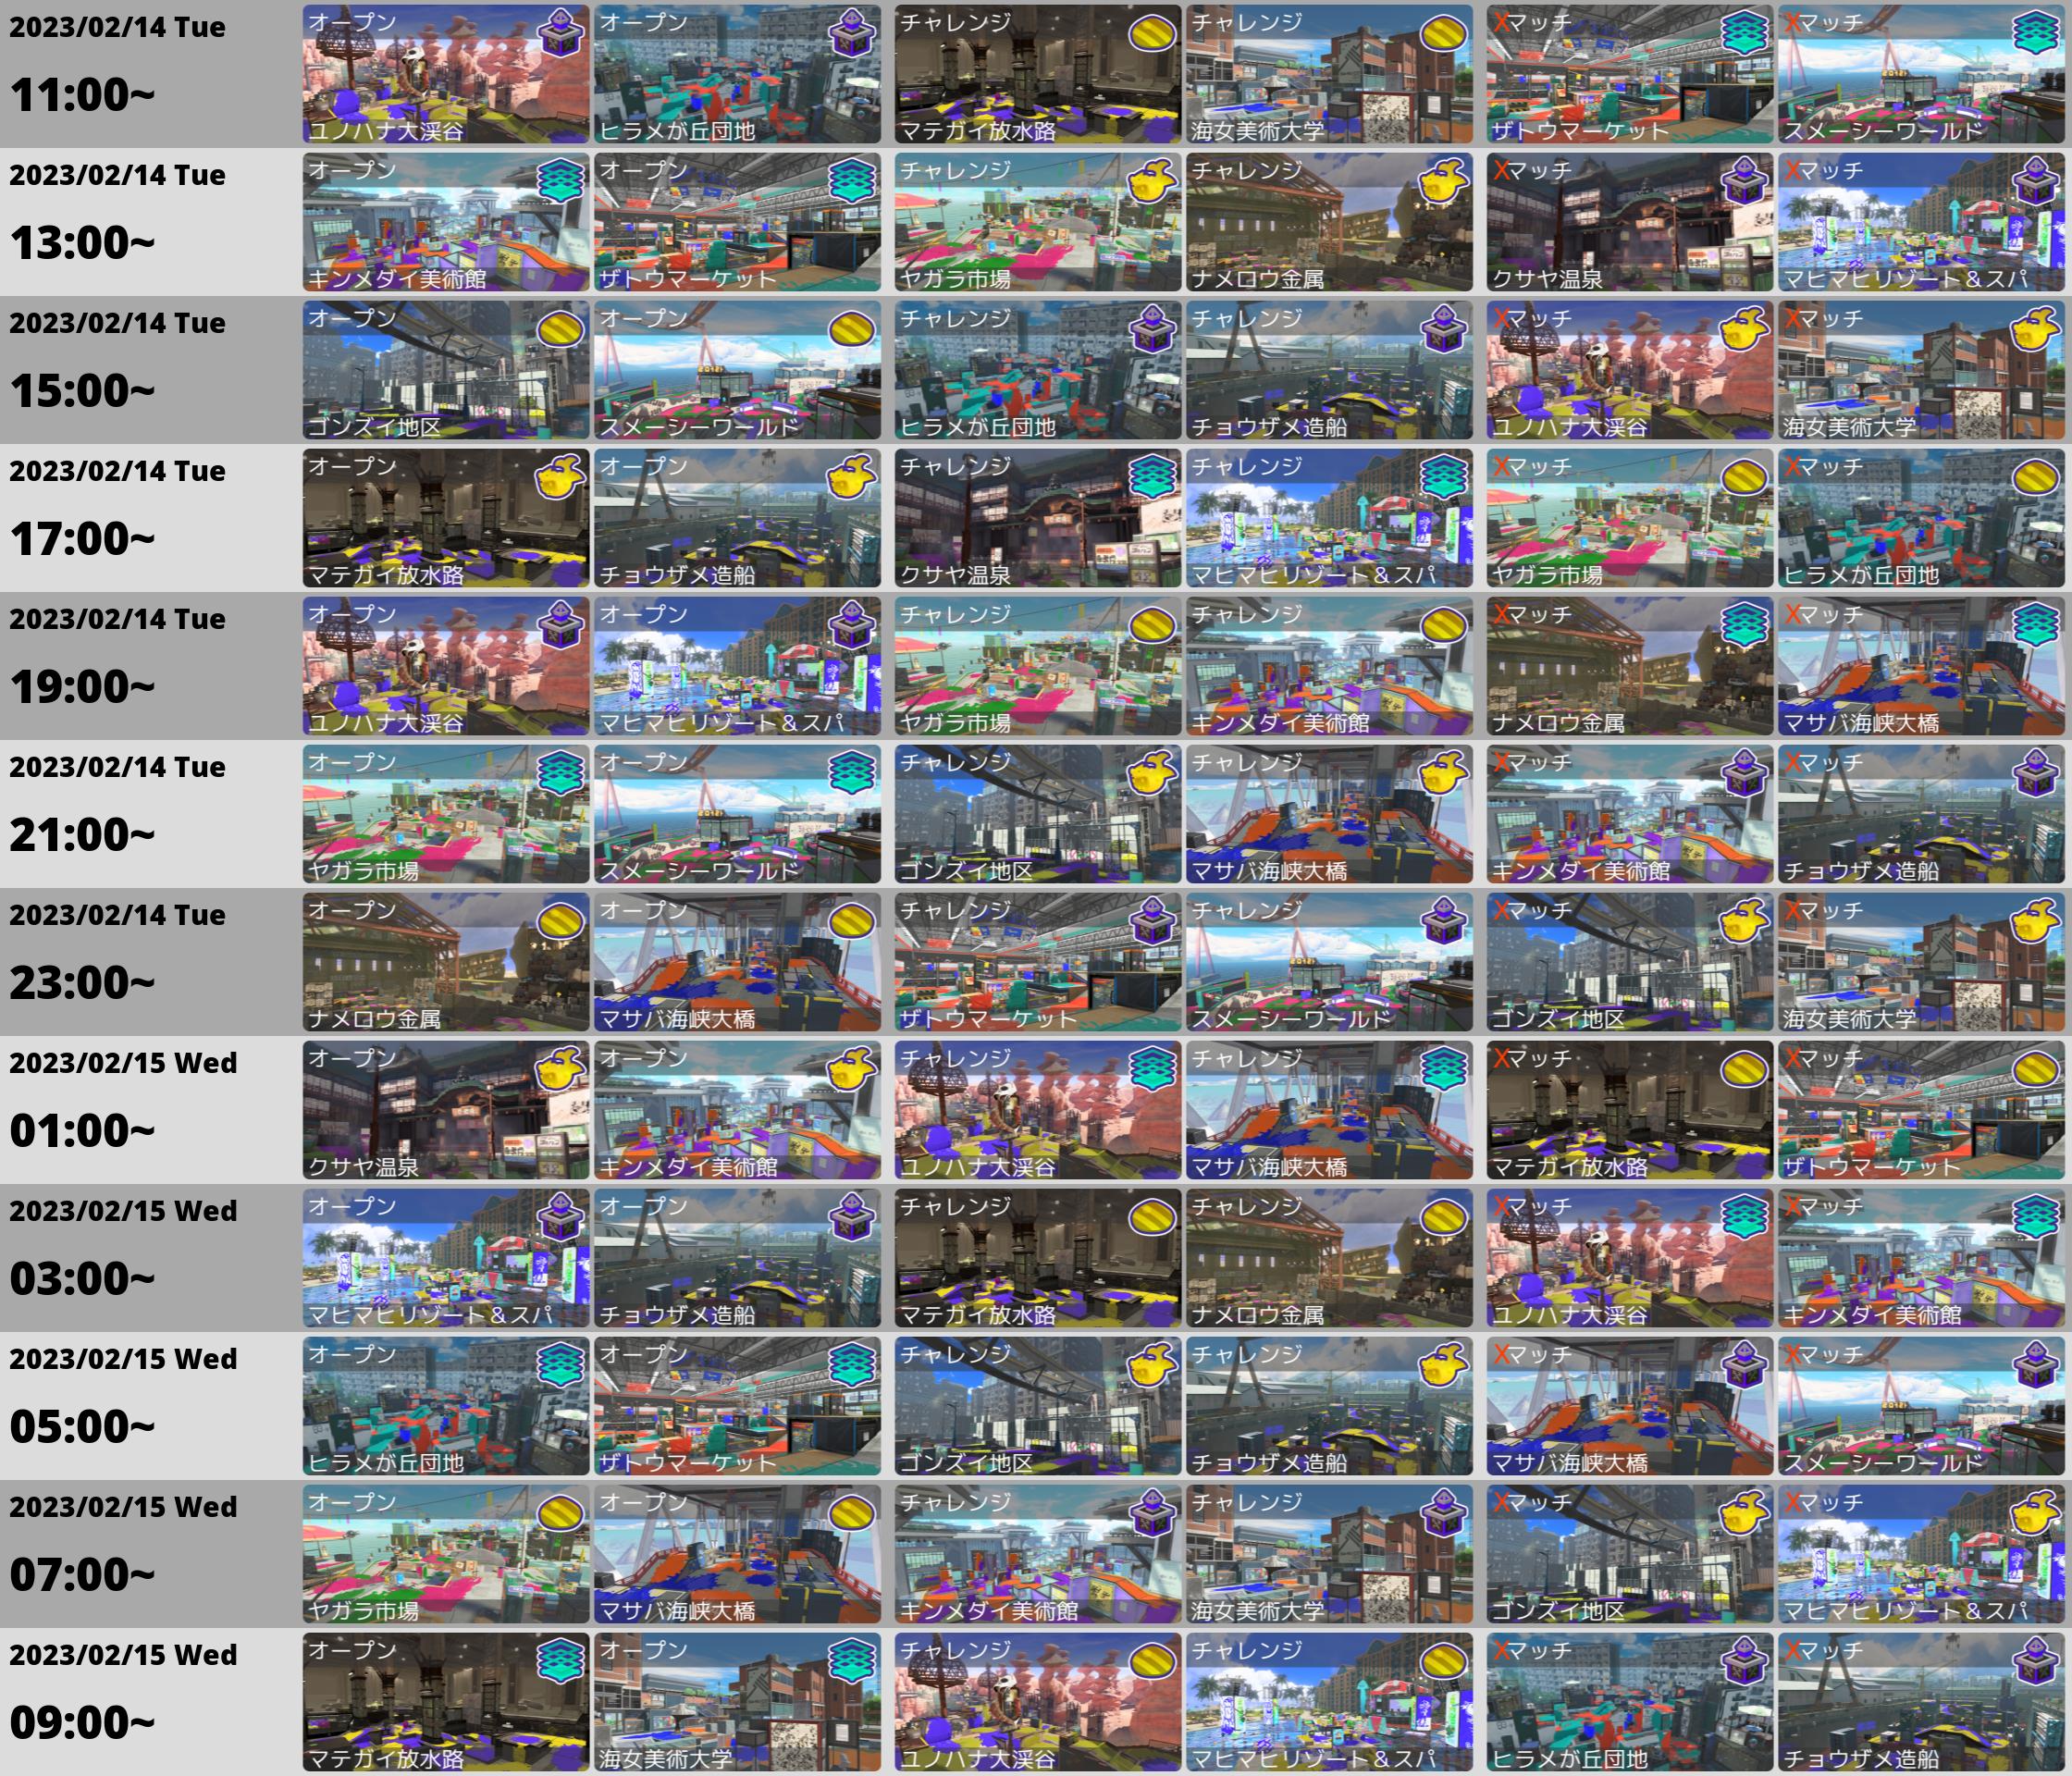 2023/02/14 Tue
11:00~
オープン オープン チャレンジ チャレンジ Xマッチ Xマッチ
ユノハナ大渓谷 ヒラメが丘団地 マテガイ放水路 海女美術大学 ザトウマーケット スメーシーワールド
2023/02/14 Tue
13:00~
オープン オープン チャレンジ チャレンジ Xマッチ Xマッチ
キンメダイ美術館 ザトウマーケット ヤガラ市場 ナメロウ金属 クサヤ温泉 マヒマヒリゾート＆スパ
2023/02/14 Tue
15:00~
オープン オープン チャレンジ チャレンジ Xマッチ Xマッチ
ゴンズイ地区 スメーシーワールド ヒラメが丘団地 チョウザメ造船 ユノハナ大渓谷 海女美術大学
2023/02/14 Tue
17:00~
オープン オープン チャレンジ チャレンジ Xマッチ Xマッチ
マテガイ放水路 チョウザメ造船 クサヤ温泉 マヒマヒリゾート＆スパ ヤガラ市場 ヒラメが丘団地
2023/02/14 Tue
19:00~
オープン オープン チャレンジ チャレンジ Xマッチ Xマッチ
ユノハナ大渓谷 マヒマヒリゾート＆スパ ヤガラ市場 キンメダイ美術館 ナメロウ金属 マサバ海峡大橋
2023/02/14 Tue
21:00~
オープン オープン チャレンジ チャレンジ Xマッチ Xマッチ
ヤガラ市場 スメーシーワールド ゴンズイ地区 マサバ海峡大橋 キンメダイ美術館 チョウザメ造船
2023/02/14 Tue
23:00~
オープン オープン チャレンジ チャレンジ Xマッチ Xマッチ
ナメロウ金属 マサバ海峡大橋 ザトウマーケット スメーシーワールド ゴンズイ地区 海女美術大学
2023/02/15 Wed
01:00~
オープン オープン チャレンジ チャレンジ Xマッチ Xマッチ
クサヤ温泉 キンメダイ美術館 ユノハナ大渓谷 マサバ海峡大橋 マテガイ放水路 ザトウマーケット
2023/02/15 Wed
03:00~
オープン オープン チャレンジ チャレンジ Xマッチ Xマッチ
マヒマヒリゾート＆スパ チョウザメ造船 マテガイ放水路 ナメロウ金属 ユノハナ大渓谷 キンメダイ美術館
2023/02/15 Wed
05:00~
オープン オープン チャレンジ チャレンジ Xマッチ Xマッチ
ヒラメが丘団地 ザトウマーケット ゴンズイ地区 チョウザメ造船 マサバ海峡大橋 スメーシーワールド
2023/02/15 Wed
07:00~
オープン オープン チャレンジ チャレンジ Xマッチ Xマッチ
ヤガラ市場 マサバ海峡大橋 キンメダイ美術館 海女美術大学 ゴンズイ地区 マヒマヒリゾート＆スパ
2023/02/15 Wed
09:00~
オープン オープン チャレンジ チャレンジ Xマッチ Xマッチ
マテガイ放水路 海女美術大学 ユノハナ大渓谷 マヒマヒリゾート＆スパ ヒラメが丘団地 チョウザメ造船